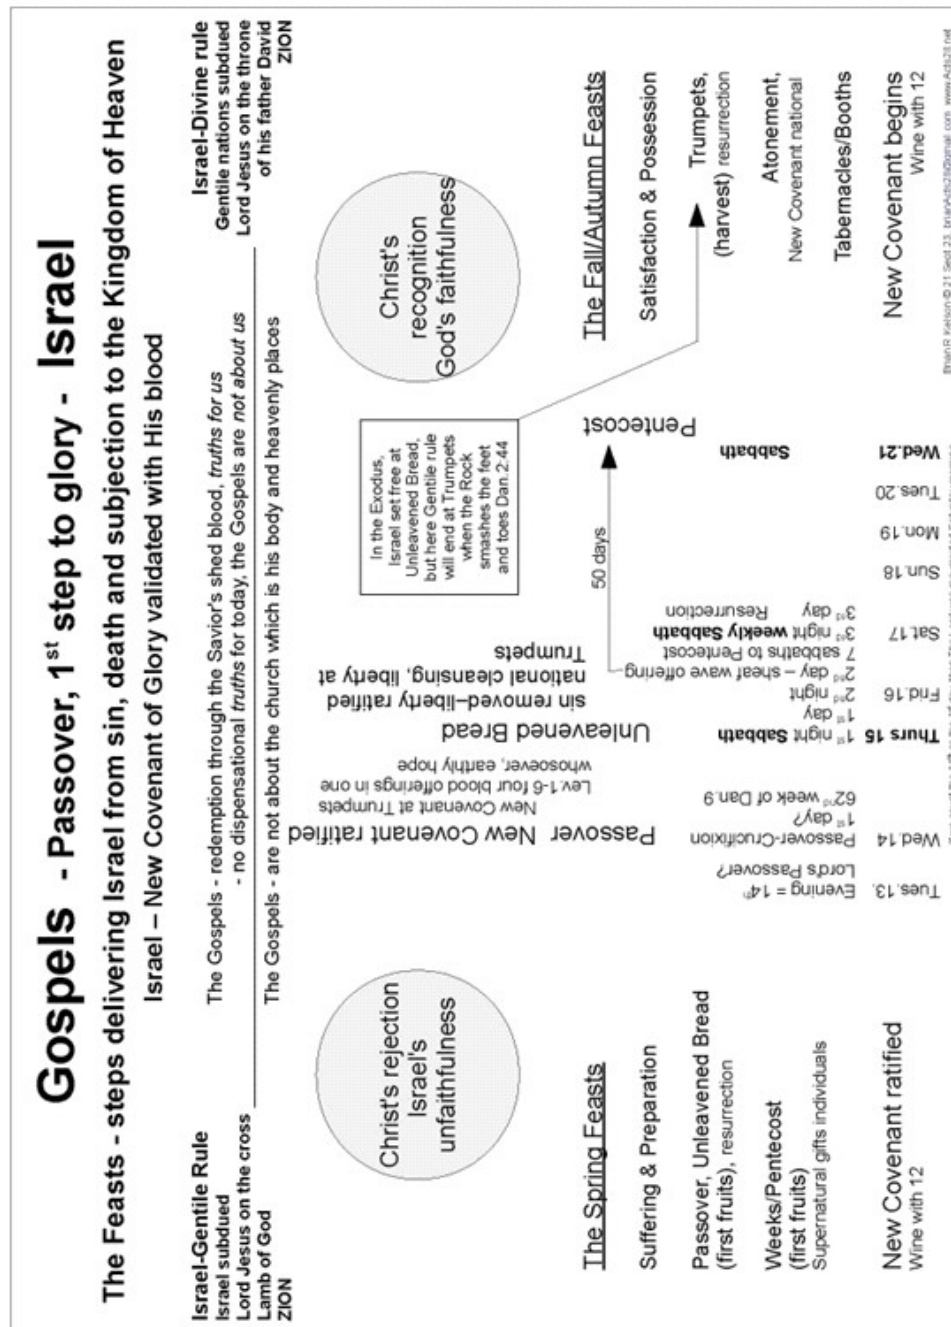 Gospels - Passover, 1st step to glory - Israel
The Feasts - steps delivering Israel from sin, death and subjection to the Kingdom of Heaven
Israel – New Covenant of Glory validated with His blood
Israel-Gentile Rule
Israel subdued
Lord Jesus on the cross
Lamb of God
ZION
The Gospels - redemption through the Savior's shed blood, truths for us
- no dispensational truths for today, the Gospels are not about us
The Gospels - are not about the church which is his body and heavenly places
Israel-Divine rule
Gentile nations subdued
Lord Jesus on the throne
of his father David
ZION
Christ's rejection
Israel's
unfaithfulness
The Spring Feasts
Suffering & Preparation
Passover, Unleavened Bread
(first fruits), resurrection
Weeks/Pentecost
(first fruits)
Supernatural gifts individuals
New Covenant ratified
Wine with 12
Passover New Covenant ratified
New Covenant at Trumpets
Lev.1-6 four blood offerings in one
whosoever, earthly hope
Unleavened Bread
sin removed–liberty ratified
national cleansing, liberty at
Trumpets
Tues.13. Evening = 14th
Lord's Passover?
Wed.14 Passover-Crucifixion
1st day?
62nd week of Dan.9
Thurs 15 1st night Sabbath
1st day
Frid.16 2nd night
2nd day – sheaf wave offering
7 sabbaths to Pentecost
Sat.17 3rd night weekly Sabbath
3rd day Resurrection
Sun.18
Mon.19
Tues.20
Wed.21 Sabbath
50 days
Pentecost
In the Exodus,
Israel set free at
Unleavened Bread,
but here Gentile rule
will end at Trumpets
when the Rock
smashes the feet
and toes Dan.2:44
Christ's
recognition
God's faithfulness
The Fall/Autumn Feasts
Satisfaction & Possession
Trumpets,
(harvest) resurrection
Atonement,
New Covenant national
Tabernacles/Booths
New Covenant begins
Wine with 12
© 21 Sept 23